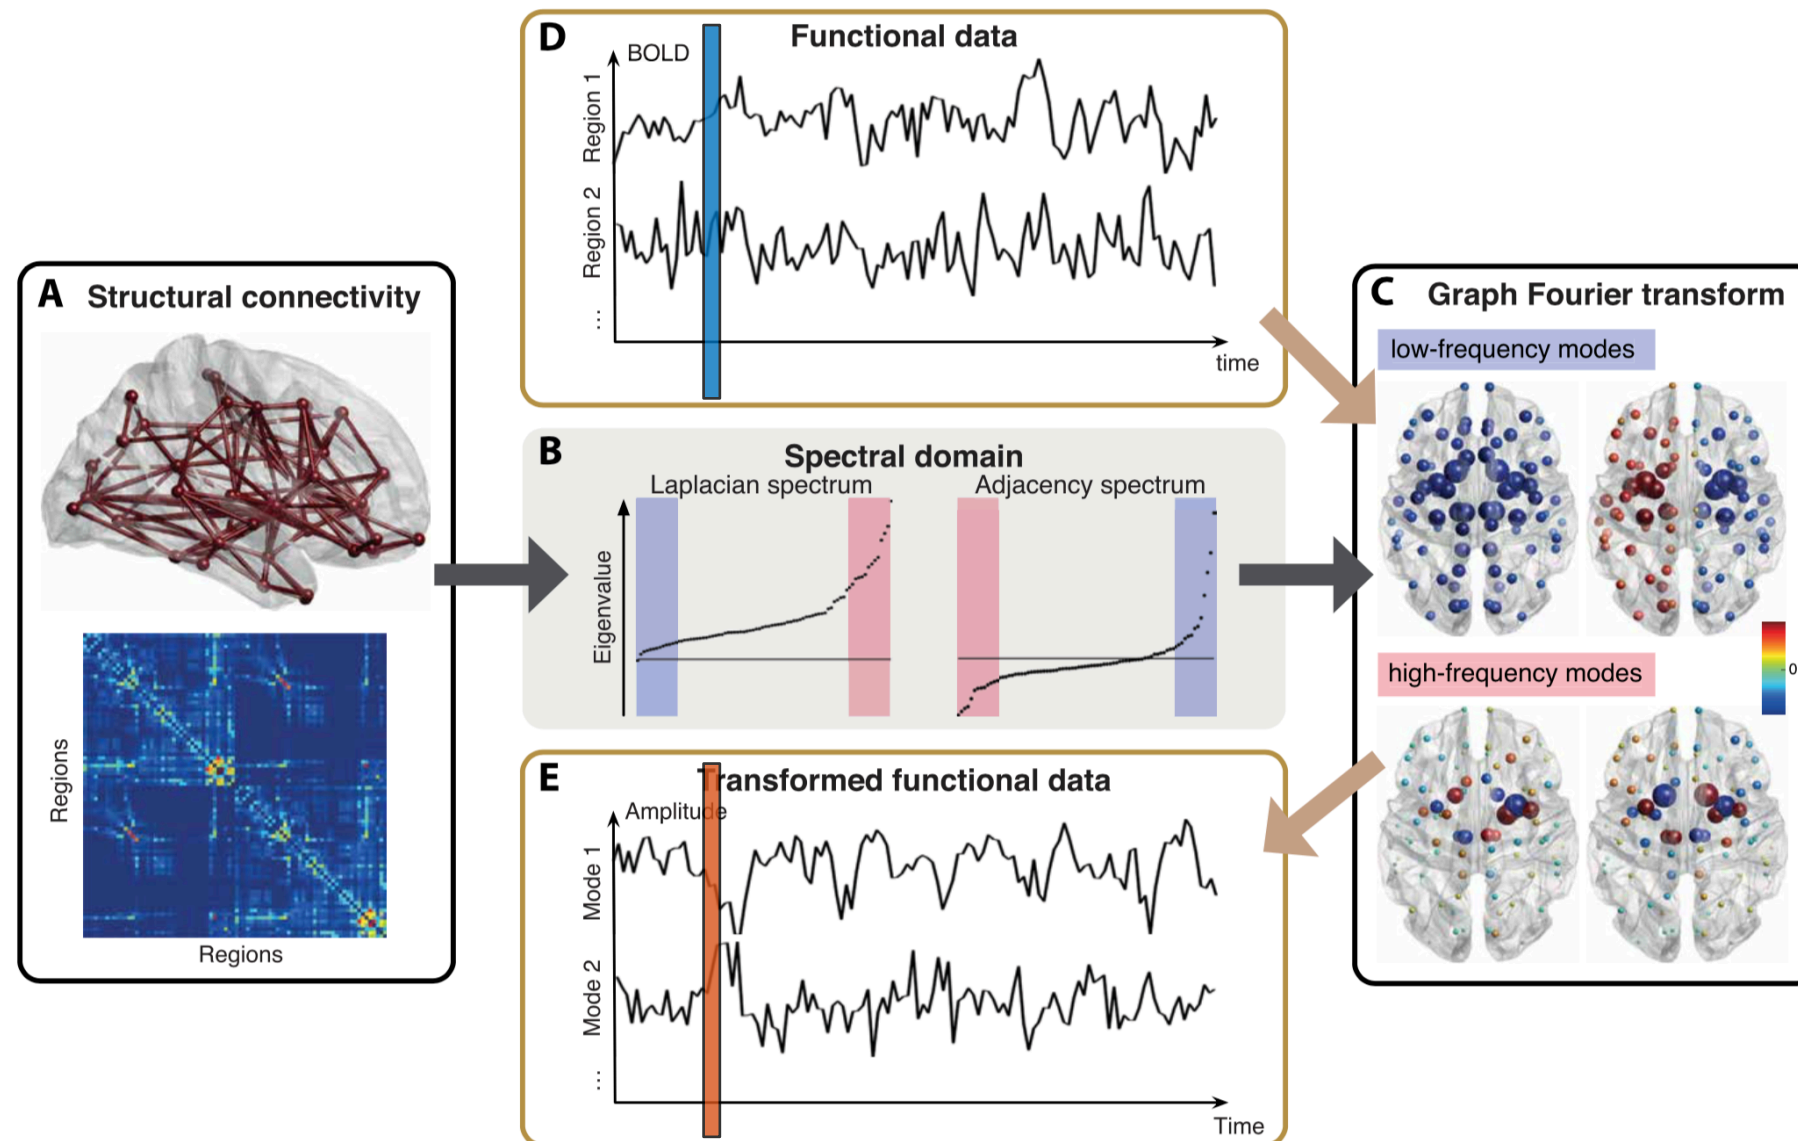 A Structural connectivity
Regions
Regions
D Functional data
BOLD
Region 1
Region 2
...
time
B Spectral domain
Laplacian spectrum
Adjacency spectrum
Eigenvalue
C Graph Fourier transform
low-frequency modes
high-frequency modes
0
E Transformed functional data
Amplitude
Mode 1
Mode 2
...
Time